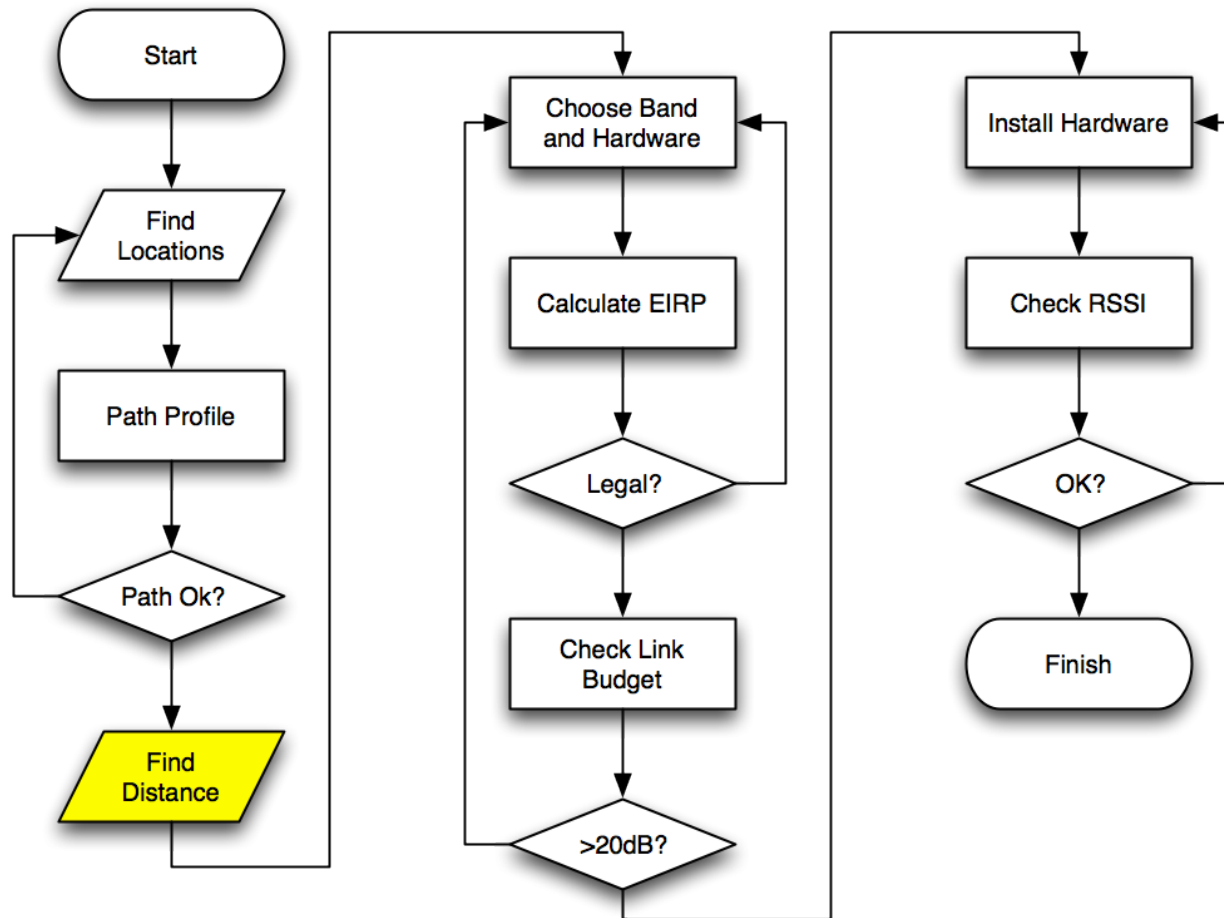 Start
Find
Locations
Path Profile
Path Ok?
Find
Distance
Choose Band
and Hardware
Calculate EIRP
Legal?
Check Link
Budget
>20dB?
Install Hardware
Check RSSI
OK?
Finish